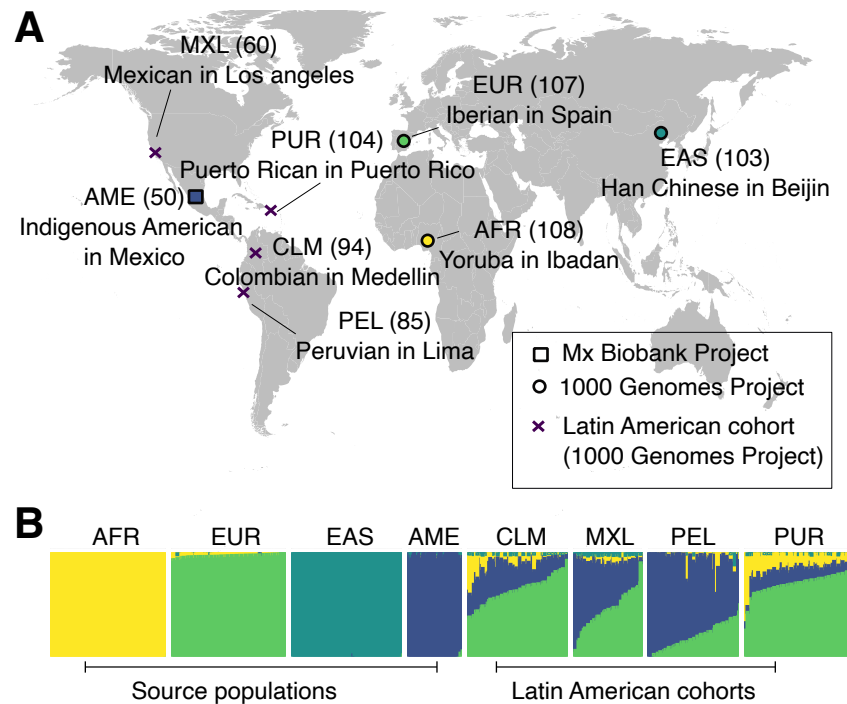 A
MXL (60)
Mexican in Los angeles
EUR (107)
Iberian in Spain
PUR (104)
Puerto Rican in Puerto Rico
EAS (103)
Han Chinese in Beijin
AME (50)
Indigenous American
in Mexico
AFR (108)
Yoruba in Ibadan
CLM (94)
Colombian in Medellin
PEL (85)
Peruvian in Lima
Mx Biobank Project
1000 Genomes Project
Latin American cohort
(1000 Genomes Project)
B
AFR EUR EAS AME CLM MXL PEL PUR
Source populations Latin American cohorts